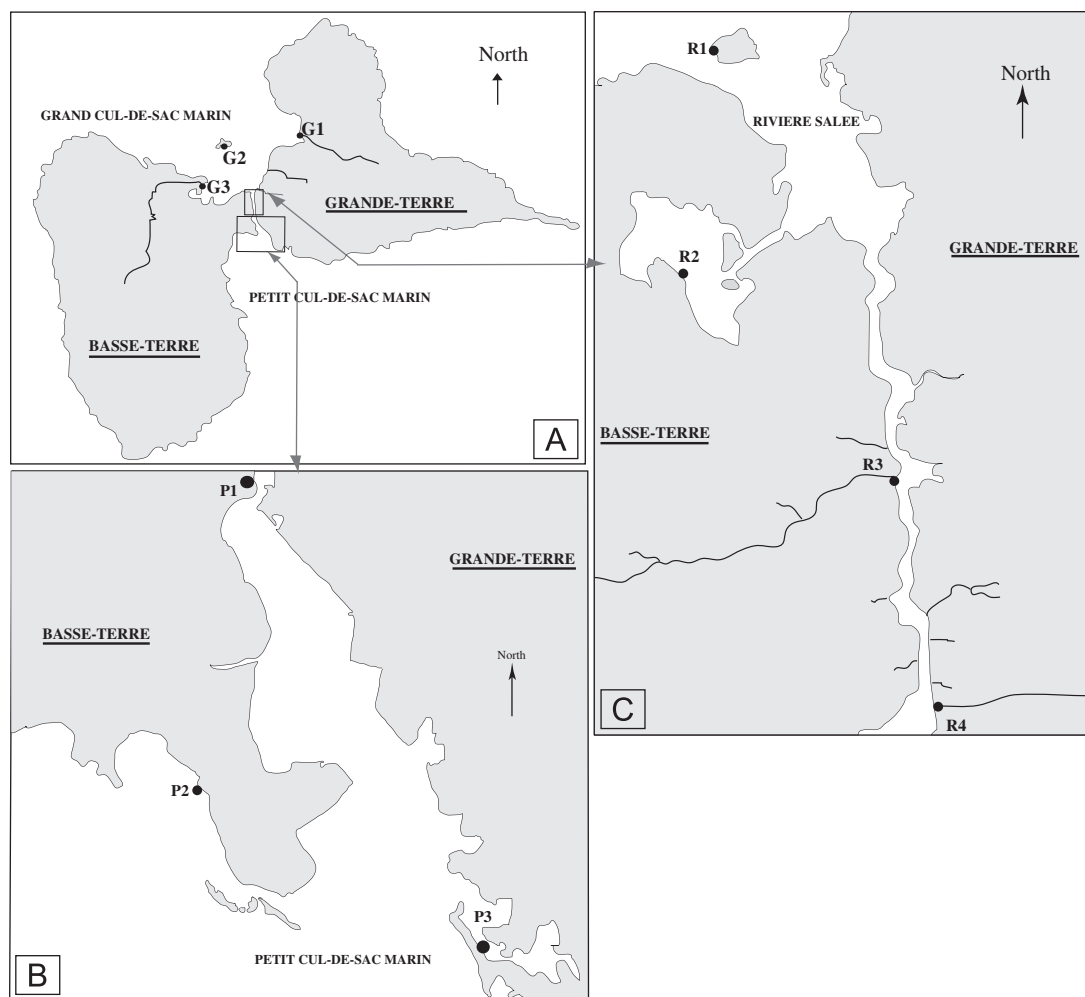 North
GRAND CUL-DE-SAC MARIN
G1
G2
G3
GRANDE-TERRE
PETIT CUL-DE-SAC MARIN
BASSE-TERRE
A
P1
GRANDE-TERRE
BASSE-TERRE
North
P2
P3
PETIT CUL-DE-SAC MARIN
B
R1
North
RIVIERE SALEE
GRANDE-TERRE
R2
BASSE-TERRE
R3
C
R4